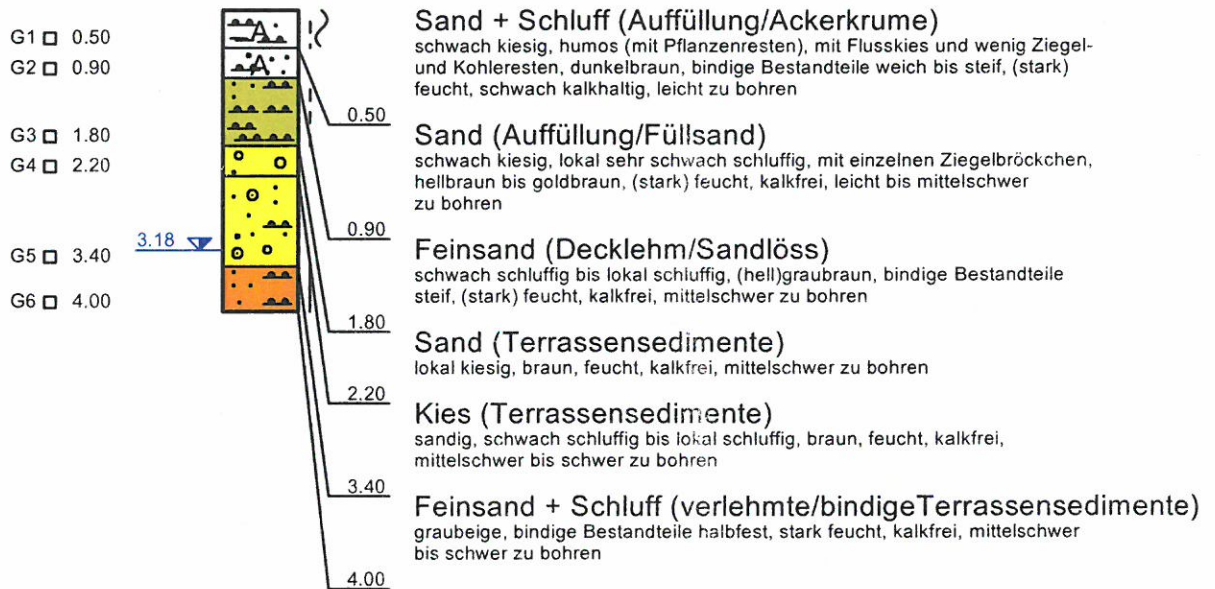 G1 0.50
G2 0.90
G3 1.80
G4 2.20
3.18
G5 3.40
G6 4.00
A
A
Sand + Schluff (Auffüllung/Ackerkrume)
schwach kiesig, humos (mit Pflanzenresten), mit Flusskies und wenig Ziegel-
und Kohleresten, dunkelbraun, bindige Bestandteile weich bis steif, (stark)
feucht, schwach kalkhaltig, leicht zu bohren
0.50
Sand (Auffüllung/Füllsand)
schwach kiesig, lokal sehr schwach schluffig, mit einzelnen Ziegelbröckchen,
hellbraun bis goldbraun, (stark) feucht, kalkfrei, leicht bis mittelschwer
zu bohren
0.90
Feinsand (Decklehm/Sandlöss)
schwach schluffig bis lokal schluffig, (hell)graubraun, bindige Bestandteile
steif, (stark) feucht, kalkfrei, mittelschwer zu bohren
1.80
Sand (Terrassensedimente)
lokal kiesig, braun, feucht, kalkfrei, mittelschwer zu bohren
2.20
Kies (Terrassensedimente)
sandig, schwach schluffig bis lokal schluffig, braun, feucht, kalkfrei,
mittelschwer bis schwer zu bohren
3.40
Feinsand + Schluff (verlehmte/bindigeTerrassensedimente)
graubeige, bindige Bestandteile halbfest, stark feucht, kalkfrei, mittelschwer
bis schwer zu bohren
4.00